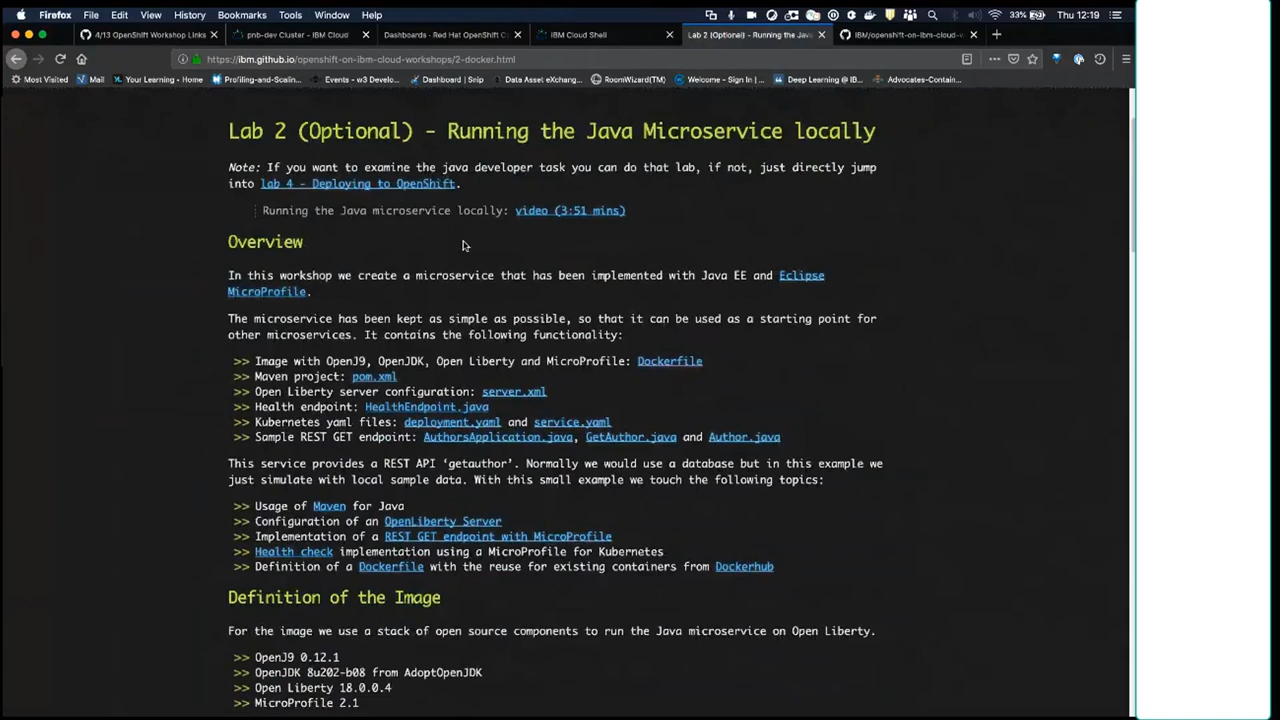 Firefox File Edit View History Bookmarks Tools Window Help 33% Thu 12:19
4/13 OpenShift Workshop Links pnb-dev Cluster - IBM Cloud Dashboards - Red Hat OpenShift C IBM Cloud Shell Lab 2 (Optional) - Running the Java IBM/openshift-on-ibm-cloud-w
https://ibm.github.io/openshift-on-ibm-cloud-workshops/2-docker.html
Most Visited Mail Your Learning - Home Profiling-and-Scalin... Events - w3 Develo... Dashboard | Snip Data Asset eXchang... RoomWizard(TM) Welcome - Sign In | ... Deep Learning @ IB... Advocates-Contain...
Lab 2 (Optional) - Running the Java Microservice locally
Note: If you want to examine the java developer task you can do that lab, if not, just directly jump
into lab 4 - Deploying to OpenShift.
Running the Java microservice locally: video (3:51 mins)
Overview
In this workshop we create a microservice that has been implemented with Java EE and Eclipse
MicroProfile.
The microservice has been kept as simple as possible, so that it can be used as a starting point for
other microservices. It contains the following functionality:
>> Image with OpenJ9, OpenJDK, Open Liberty and MicroProfile: Dockerfile
>> Maven project: pom.xml
>> Open Liberty server configuration: server.xml
>> Health endpoint: HealthEndpoint.java
>> Kubernetes yaml files: deployment.yaml and service.yaml
>> Sample REST GET endpoint: AuthorsApplication.java, GetAuthor.java and Author.java
This service provides a REST API ‘getauthor’. Normally we would use a database but in this example we
just simulate with local sample data. With this small example we touch the following topics:
>> Usage of Maven for Java
>> Configuration of an OpenLiberty Server
>> Implementation of a REST GET endpoint with MicroProfile
>> Health check implementation using a MicroProfile for Kubernetes
>> Definition of a Dockerfile with the reuse for existing containers from Dockerhub
Definition of the Image
For the image we use a stack of open source components to run the Java microservice on Open Liberty.
>> OpenJ9 0.12.1
>> OpenJDK 8u202-b08 from AdoptOpenJDK
>> Open Liberty 18.0.0.4
>> MicroProfile 2.1